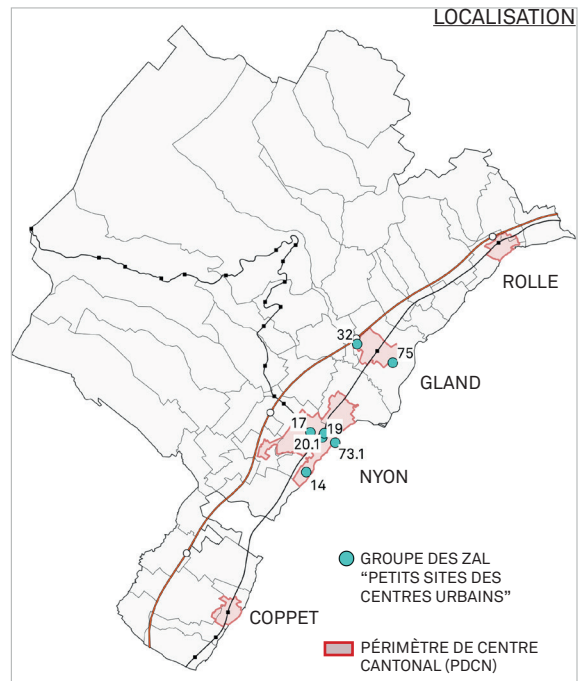 LOCALISATION
ROLLE
32
75
GLAND
17
19
20.1
73.1
NYON
14
GROUPE DES ZAL
“PETITS SITES DES
CENTRES URBAINS”
COPPET
PÉRIMÈTRE DE CENTRE
CANTONAL (PDCN)